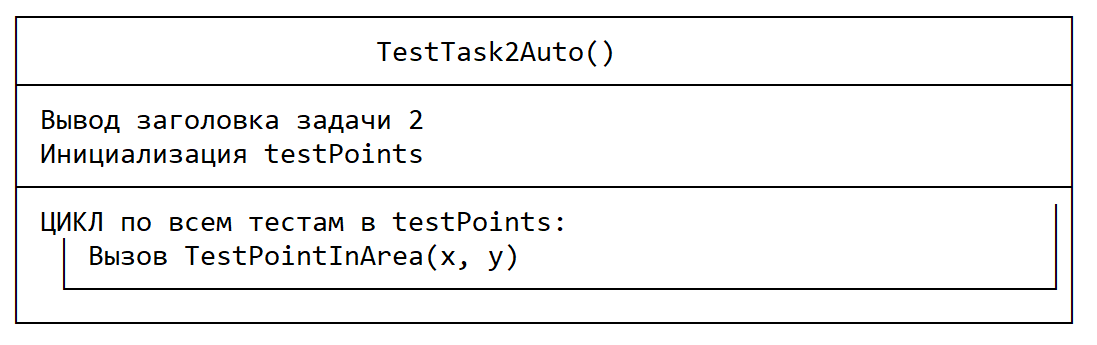 TestTask2Auto()
Вывод заголовка задачи 2
Инициализация testPoints
ЦИКЛ по всем тестам в testPoints:
Вызов TestPointInArea(x, y)